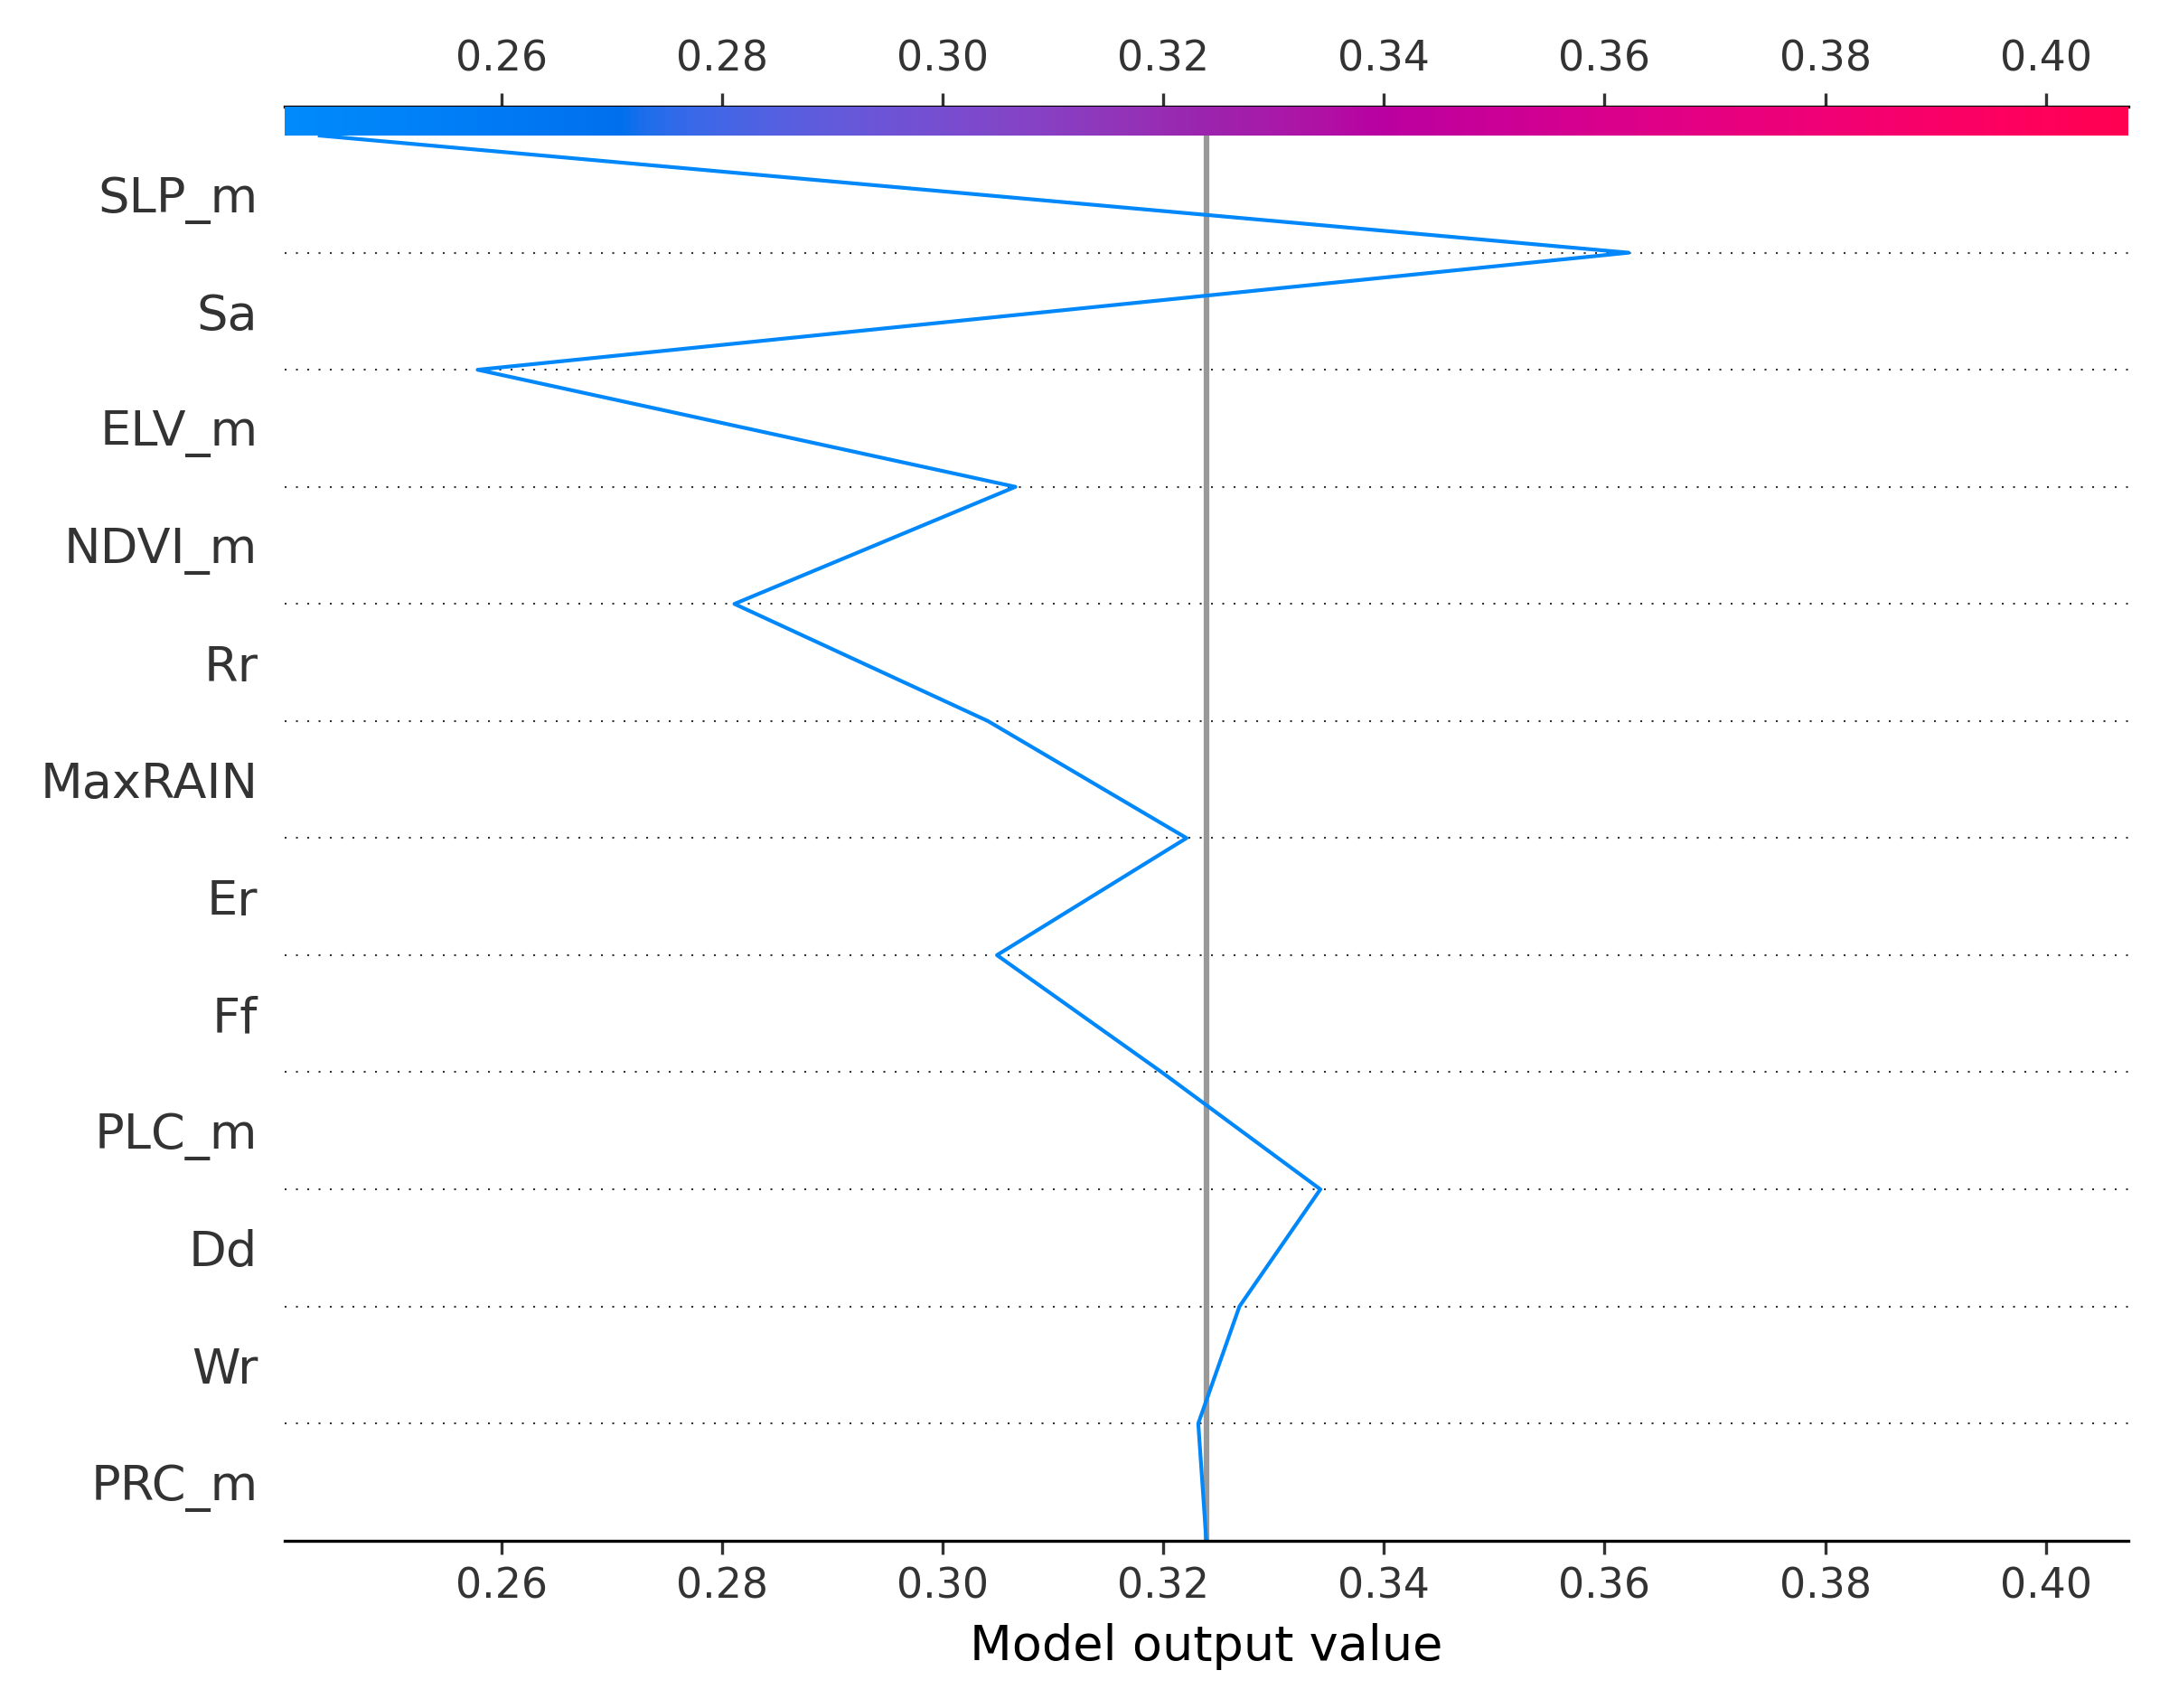 0.26 0.28 0.30 0.32 0.34 0.36 0.38 0.40
SLP_m
Sa
ELV_m
NDVI_m
Rr
MaxRAIN
Er
Ff
PLC_m
Dd
Wr
PRC_m
0.26 0.28 0.30 0.32 0.34 0.36 0.38 0.40
Model output value